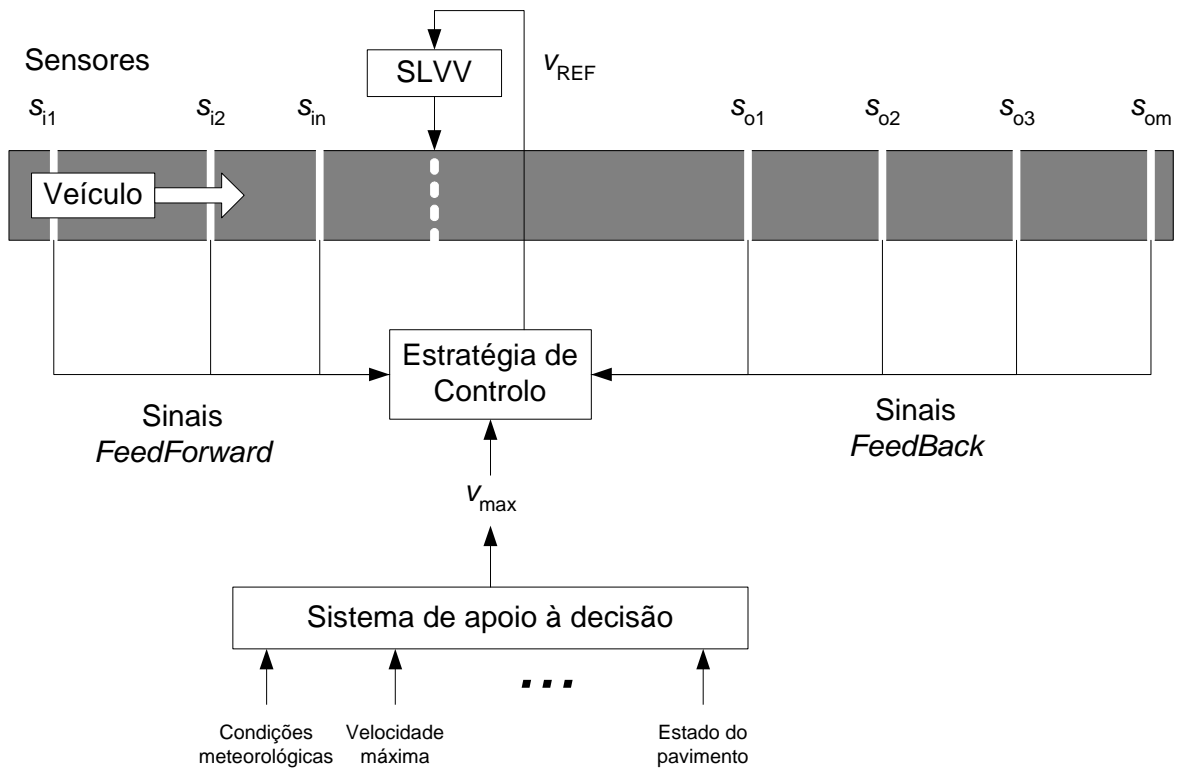 Sensores
SLVV
vREF
si1
si2
sin
so1
so2
so3
som
Veículo
Estratégia de
Controlo
Sinais
FeedForward
Sinais
FeedBack
vmax
Sistema de apoio à decisão
...
Condições
meteorológicas
Velocidade
máxima
Estado do
pavimento